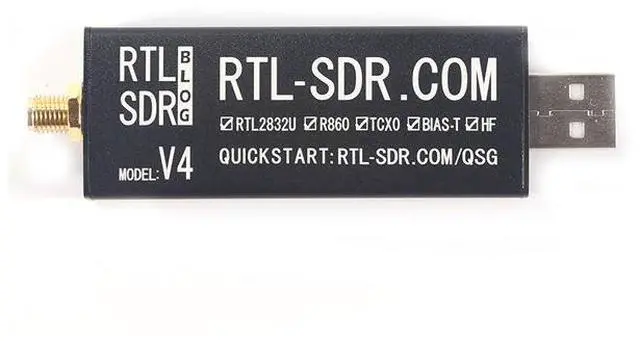 RTL
SDR
BLOG
MODEL:V4
RTL-SDR.COM
☑RTL2832U ☑R860 ☑TCXO ☑BIAS-T ☑HF
QUICKSTART:RTL-SDR.COM/QSG